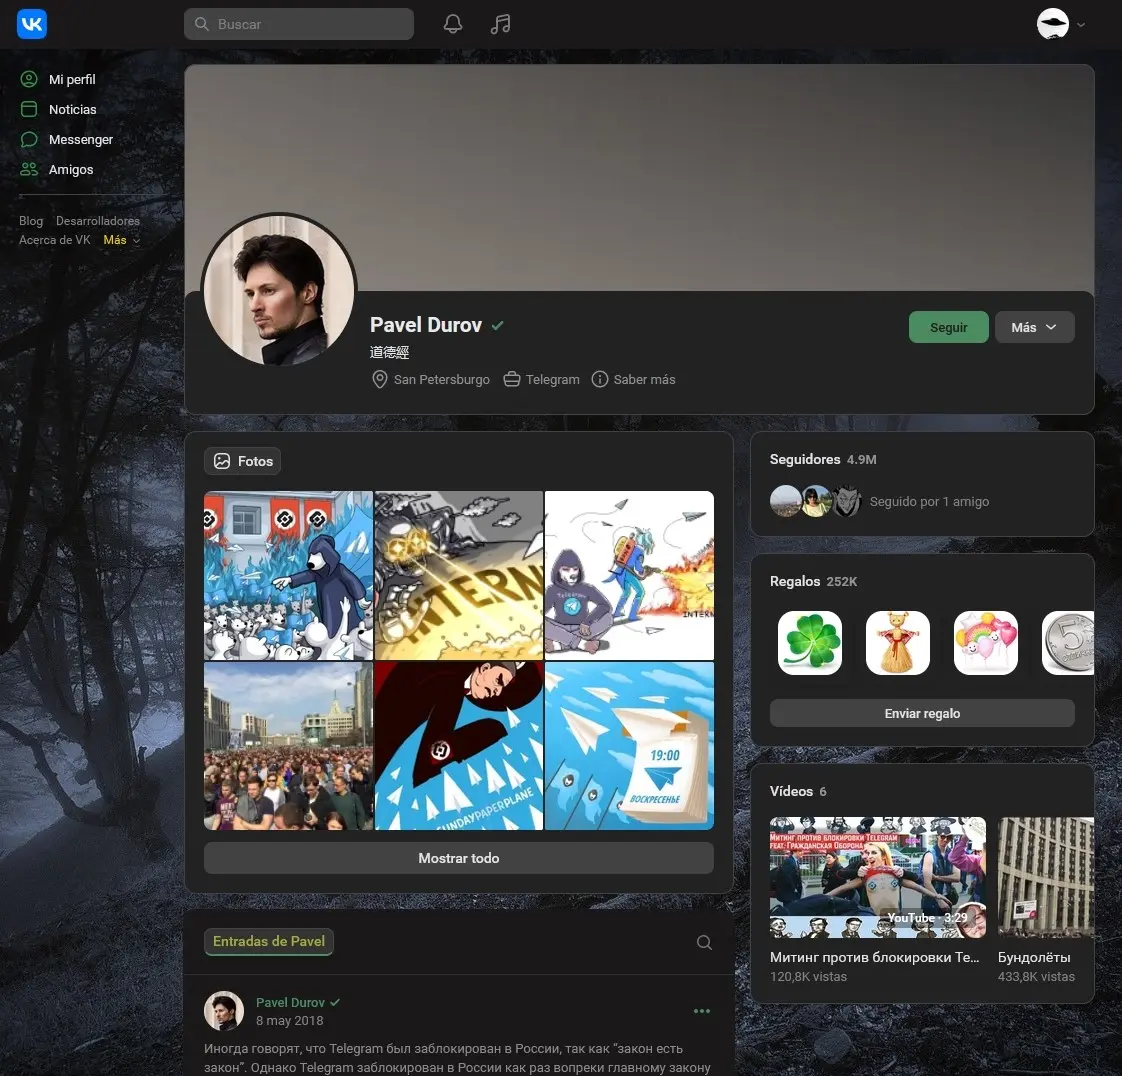 Buscar
Mi perfil
Noticias
Messenger
Amigos
Blog Desarrolladores
Acerca de VK Más
Pavel Durov
道德經
San Petersburgo Telegram Saber más
Seguir
Más
Fotos
INTERN
Telegram
INTERN
SUNDAYPAPERPLANE
19:00
ВОСКРЕСЕНЬЕ
Mostrar todo
Entradas de Pavel
Pavel Durov
8 may 2018
Иногда говорят, что Telegram был заблокирован в России, так как “закон есть
закон”. Однако Telegram заблокирован в России как раз вопреки главному закону
Seguidores 4.9M
Seguido por 1 amigo
Regalos 252K
5
Enviar regalo
Vídeos 6
Митинг против блокировки Telegram
feat. Гражданская Оборона
YouTube · 3:29
Митинг против блокировки Te...
120,8K vistas
Бундолёты
433,8K vistas